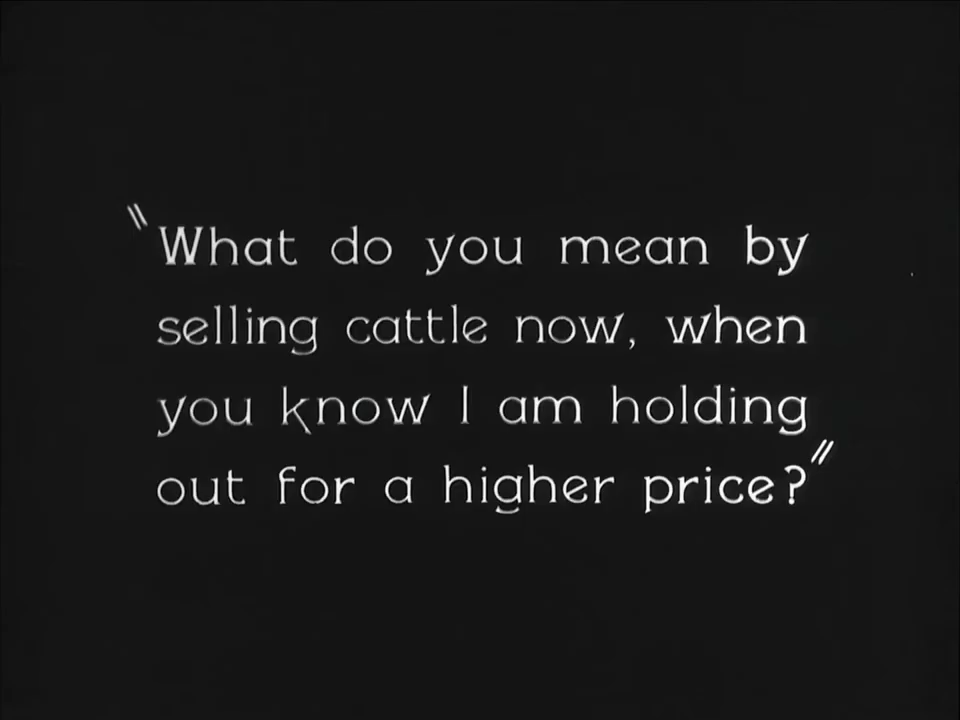 "What do you mean by
selling cattle now, when
you know I am holding
out for a higher price?"